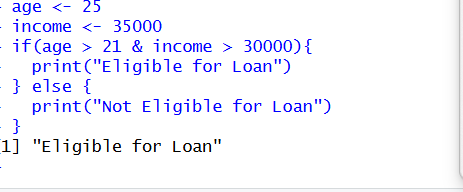 age <- 25
income <- 35000
if(age > 21 & income > 30000){
  print("Eligible for Loan")
} else {
  print("Not Eligible for Loan")
}
1] "Eligible for Loan"